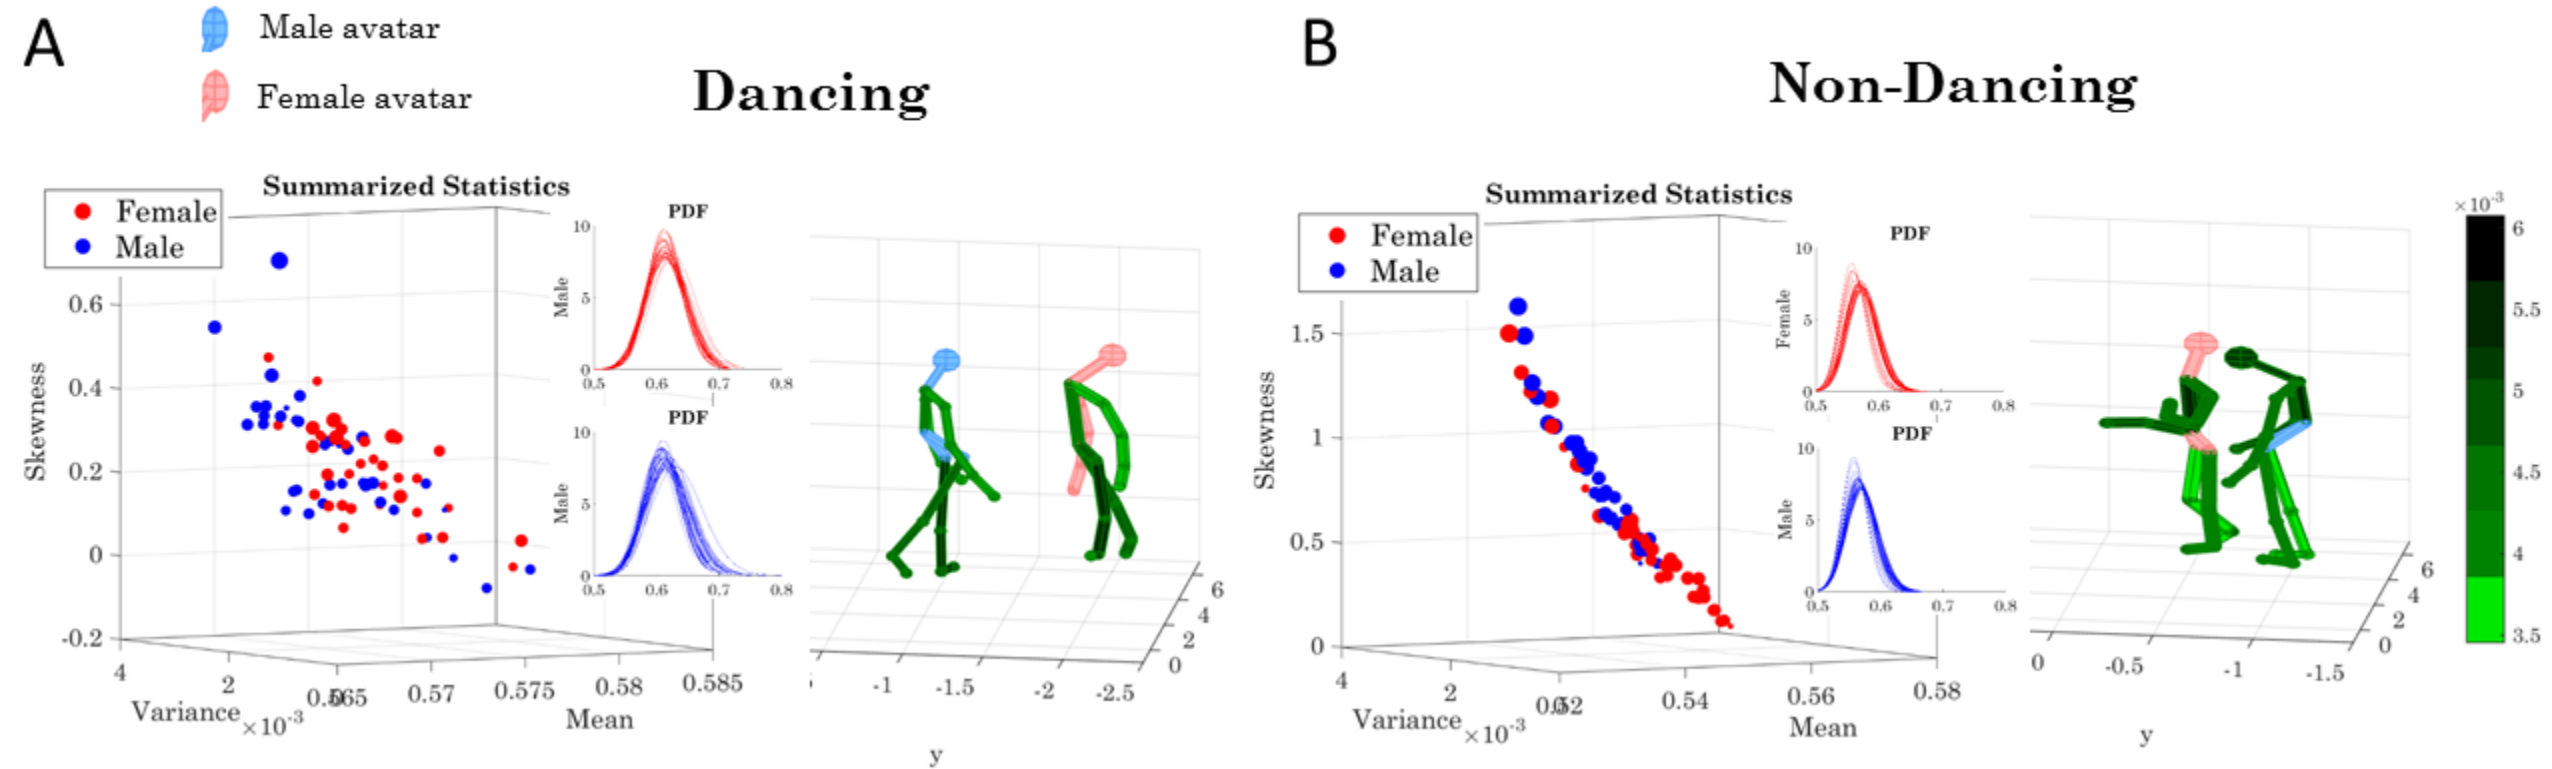 A
Male avatar
Female avatar
Dancing
Summarized Statistics
Female
Male
Skewness
0.6
0.4
0.2
0
-0.2
4
2
Variance
×10⁻³
0.565
0.57
0.575
0.58
0.585
Mean
PDF
Male
10
5
0
0.5
0.6
0.7
0.8
PDF
Male
10
5
0
0.5
0.6
0.7
0.8
-1
-1.5
-2
-2.5
y
6
4
2
0
B
Non-Dancing
Summarized Statistics
Female
Male
Skewness
1.5
1
0.5
0
4
2
Variance
×10⁻³
0.52
0.54
0.56
0.58
Mean
PDF
Female
10
5
0
0.5
0.6
0.7
0.8
PDF
Male
10
5
0
0.5
0.6
0.7
0.8
0
-0.5
-1
-1.5
y
6
4
2
0
×10⁻³
6
5.5
5
4.5
4
3.5